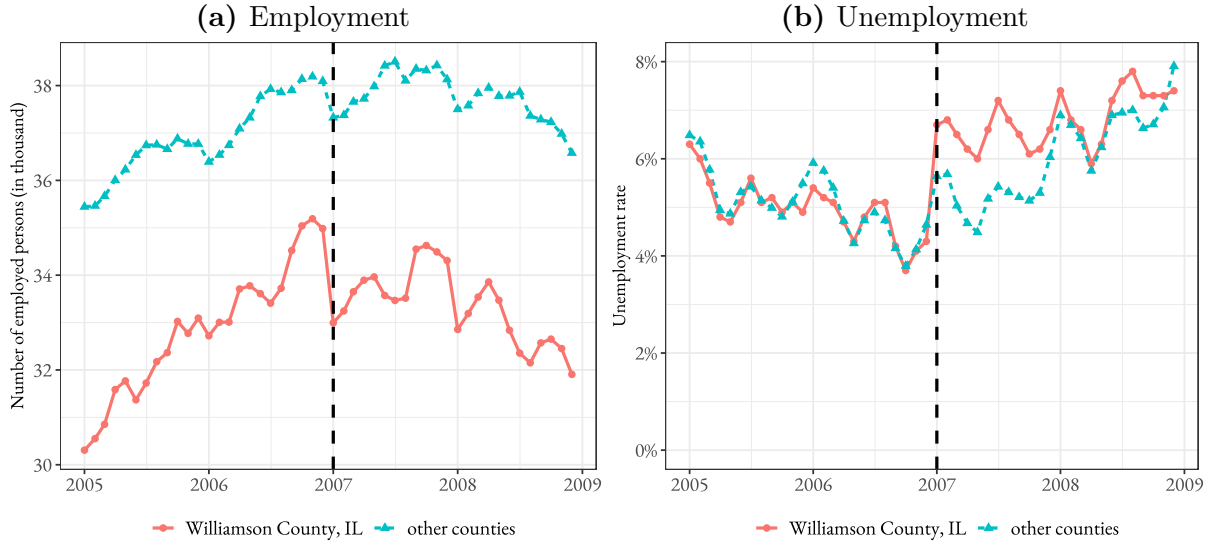 (a) Employment
Number of employed persons (in thousand)
38
36
34
32
30
2005 2006 2007 2008 2009
Williamson County, IL other counties
(b) Unemployment
Unemployment rate
8%
6%
4%
2%
0%
2005 2006 2007 2008 2009
Williamson County, IL other counties